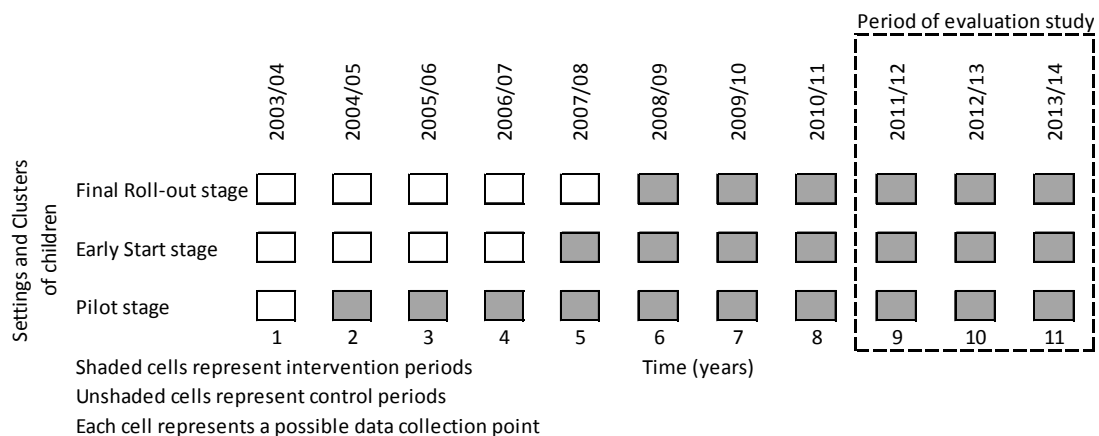 Period of evaluation study
2003/04 2004/05 2005/06 2006/07 2007/08 2008/09 2009/10 2010/11 2011/12 2012/13 2013/14
Settings and Clusters
of children
Final Roll-out stage
Early Start stage
Pilot stage
1 2 3 4 5 6 7 8 9 10 11
Shaded cells represent intervention periods
Time (years)
Unshaded cells represent control periods
Each cell represents a possible data collection point